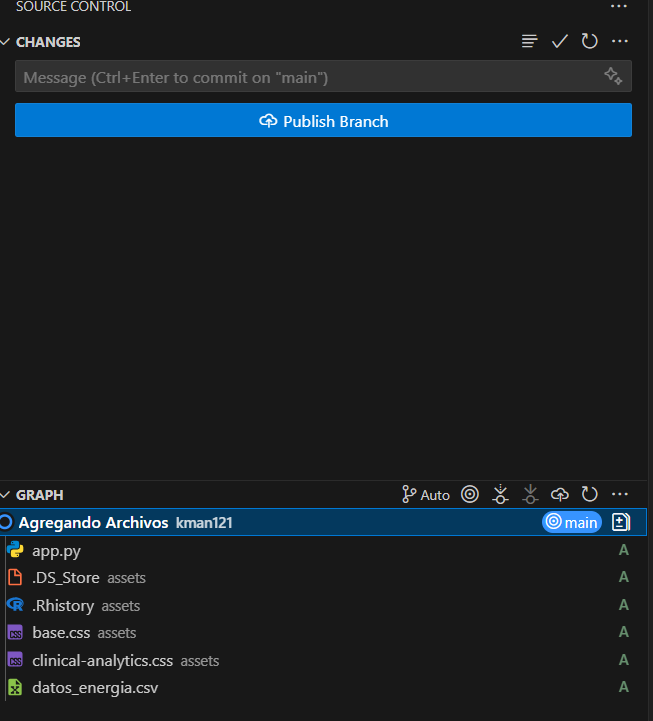 SOURCE CONTROL
CHANGES
Message (Ctrl+Enter to commit on "main")
Publish Branch
GRAPH Auto
Agregando Archivos kman121 main
app.py A
.DS_Store assets A
.Rhistory assets A
base.css assets A
clinical-analytics.css assets A
datos_energia.csv A